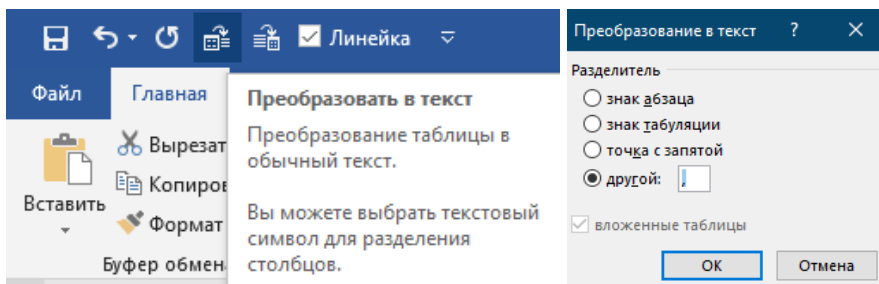 Линейка
Файл
Главная
Вырезат
Копиров
Формат
Вставить
Буфер обмен
Преобразовать в текст
Преобразование таблицы в
обычный текст.
Вы можете выбрать текстовый
символ для разделения
столбцов.
Преобразование в текст ? ×
Разделитель
знак абзаца
знак табуляции
точка с запятой
другой:
вложенные таблицы
ОК
Отмена